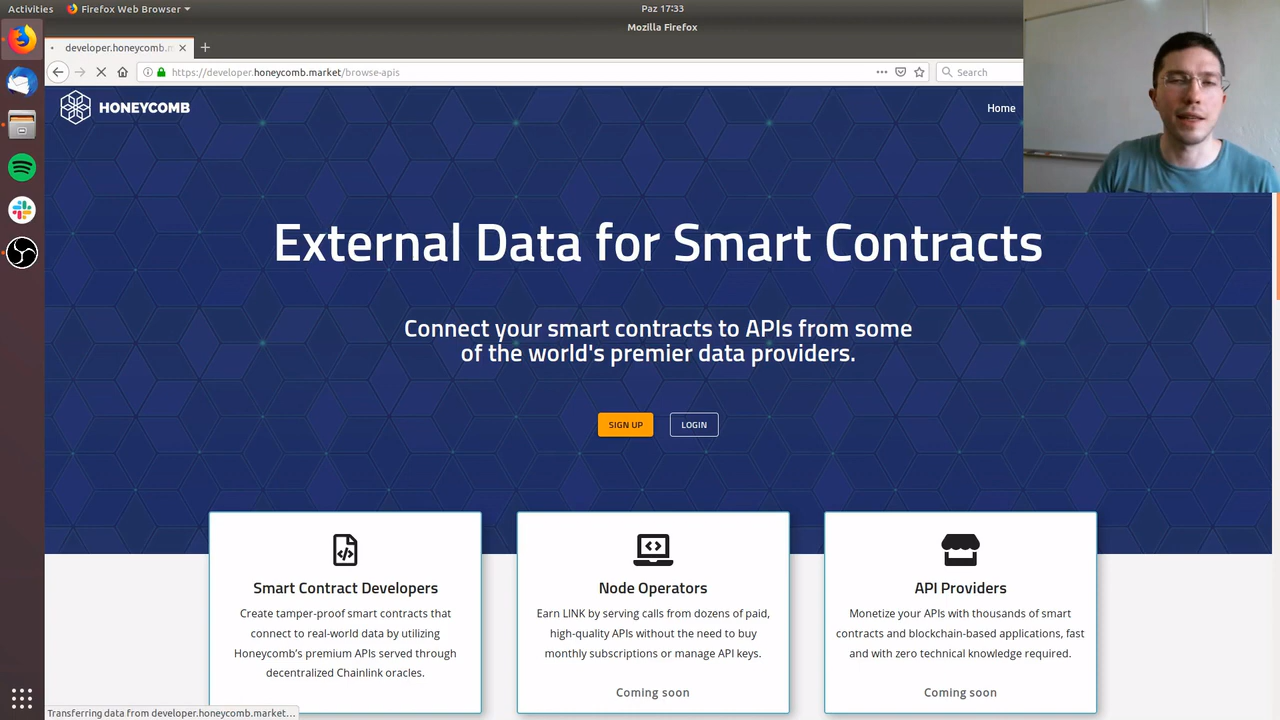 Activities
Firefox Web Browser
Paz 17:33
Mozilla Firefox
developer.honeycomb.m
https://developer.honeycomb.market/browse-apis
Search
HONEYCOMB
Home
External Data for Smart Contracts
Connect your smart contracts to APIs from some
of the world's premier data providers.
SIGN UP
LOGIN
Smart Contract Developers
Create tamper-proof smart contracts that
connect to real-world data by utilizing
Honeycomb's premium APIs served through
decentralized Chainlink oracles.
Node Operators
Earn LINK by serving calls from dozens of paid,
high-quality APIs without the need to buy
monthly subscriptions or manage API keys.
Coming soon
API Providers
Monetize your APIs with thousands of smart
contracts and blockchain-based applications, fast
and with zero technical knowledge required.
Coming soon
Transferring data from developer.honeycomb.market…